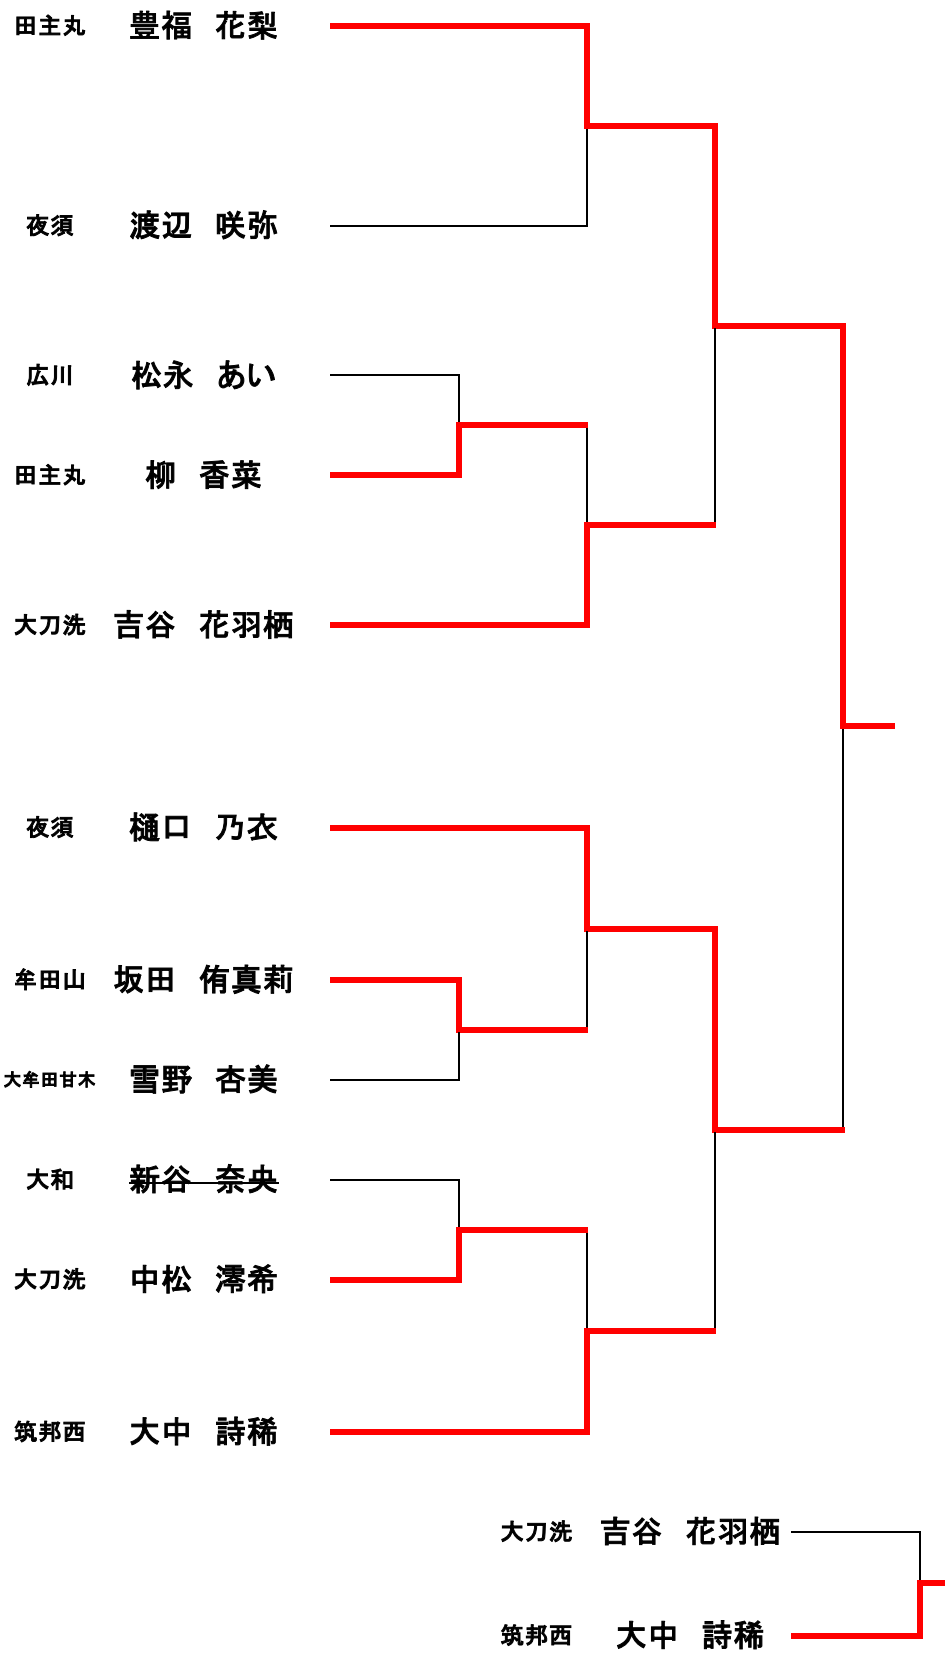 田主丸 豊福 花梨
夜須 渡辺 咲弥
広川 松永 あい
田主丸 柳 香菜
大刀洗 吉谷 花羽栖
夜須 樋口 乃衣
牟田山 坂田 侑真莉
大牟田甘木 雪野 杏美
大和 新谷 奈央
大刀洗 中松 澪希
筑邦西 大中 詩稀
大刀洗 吉谷 花羽栖
筑邦西 大中 詩稀